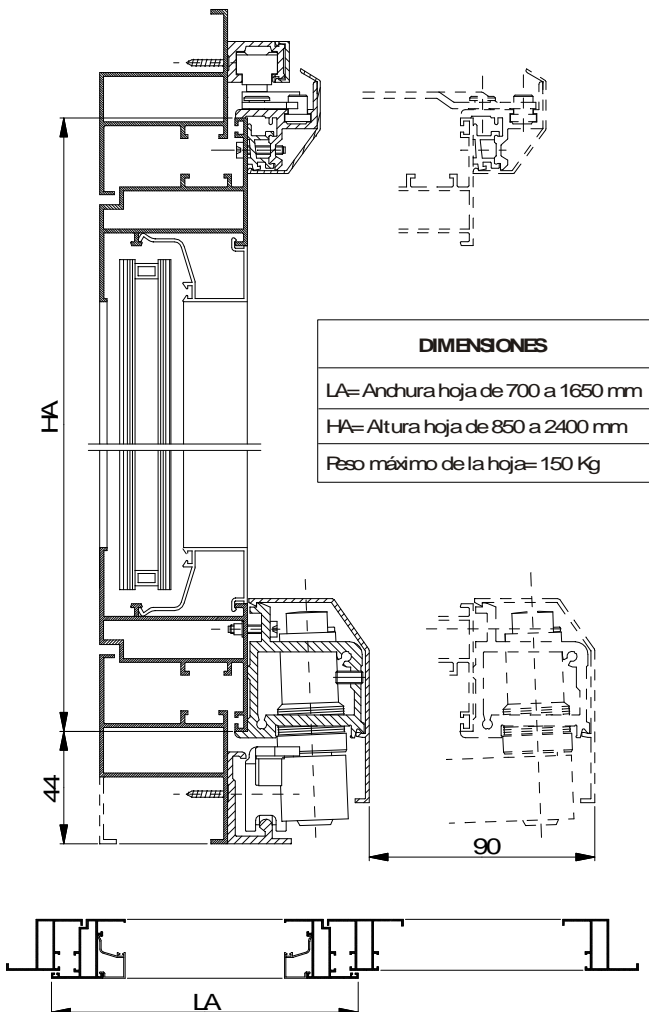 HA
DIMENSIONES
LA= Anchura hoja de 700 a 1650 mm
HA= Altura hoja de 850 a 2400 mm
Peso máximo de la hoja= 150 Kg
44
90
LA